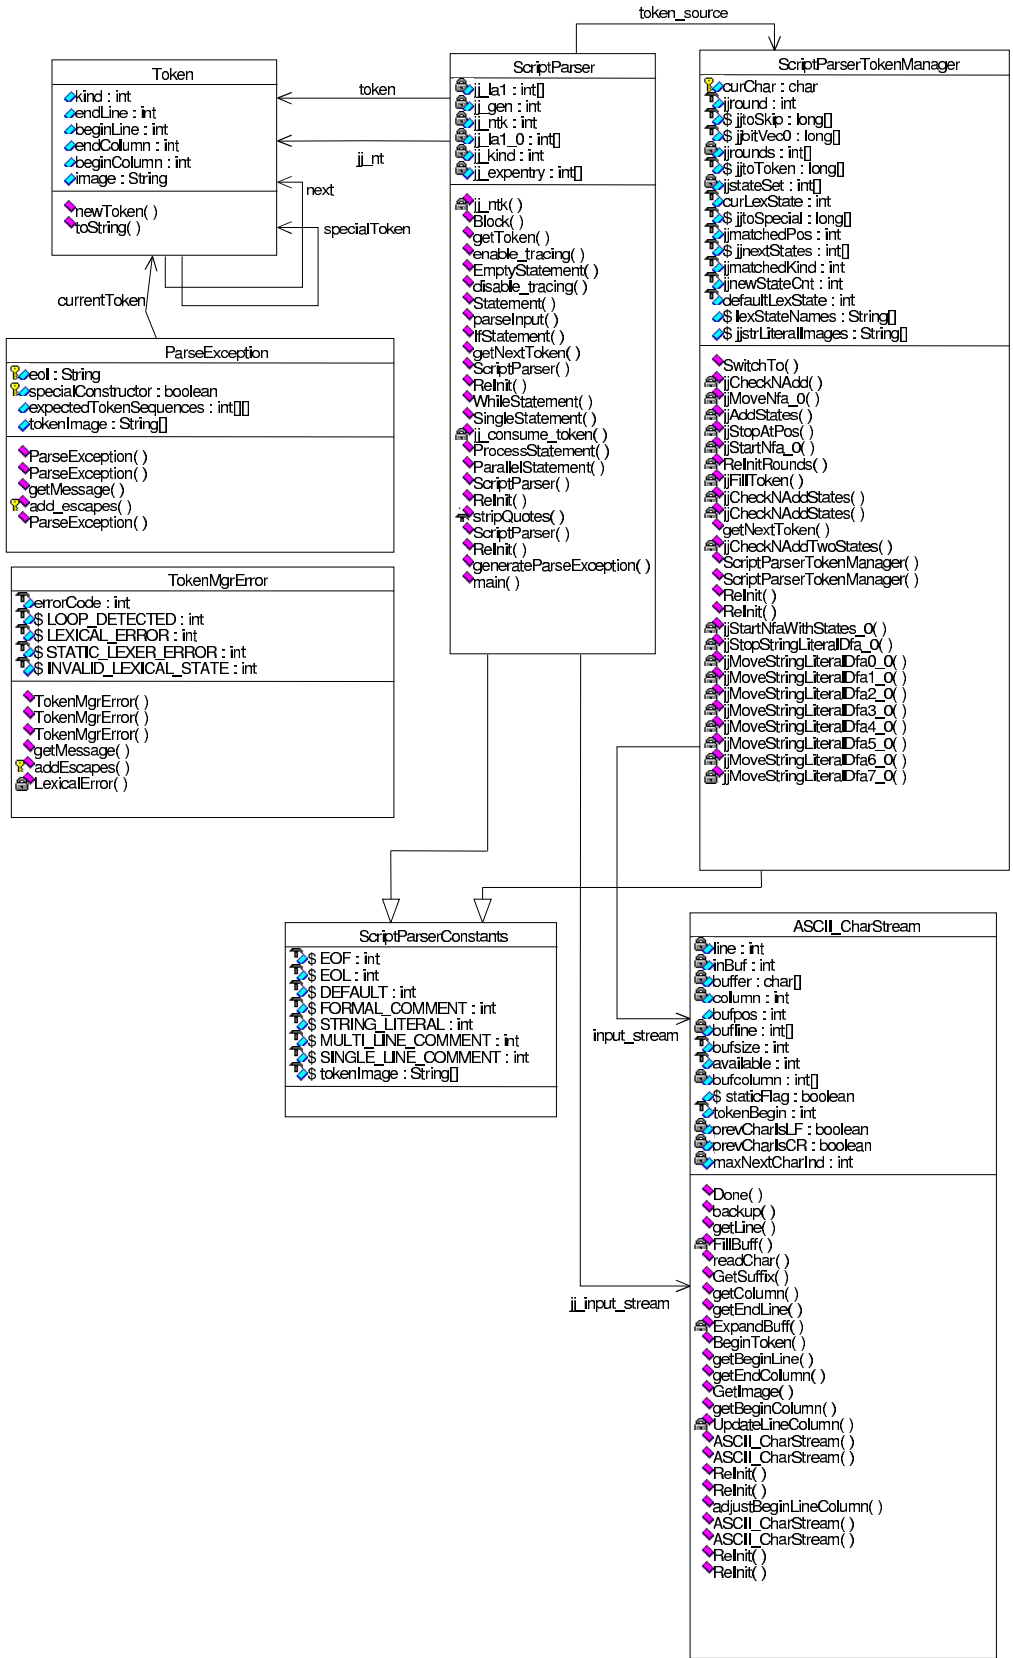 token_source
Token
kind : int
endLine : int
beginLine : int
endColumn : int
beginColumn : int
image : String
newToken( )
toString( )
token
jj_nt
next
specialToken
currentToken
ScriptParser
jj_la1 : int[]
jj_gen : int
jj_ntk : int
jj_la1_0 : int[]
jj_kind : int
jj_expentry : int[]
jj_ntk( )
Block( )
getToken( )
enable_tracing( )
EmptyStatement( )
disable_tracing( )
Statement( )
parseInput( )
IfStatement( )
getNextToken( )
ScriptParser( )
ReInit( )
WhileStatement( )
SingleStatement( )
jj_consume_token( )
ProcessStatement( )
ParallelStatement( )
ScriptParser( )
ReInit( )
stripQuotes( )
ScriptParser( )
ReInit( )
generateParseException( )
main( )
ScriptParserTokenManager
curChar : char
jjround : int
$ jjtoSkip : long[]
$ jjbitVec0 : long[]
jjrounds : int[]
$ jjtoToken : long[]
jjstateSet : int[]
curLexState : int
$ jjtoSpecial : long[]
jjmatchedPos : int
$ jjnextStates : int[]
jjmatchedKind : int
jjnewStateCnt : int
defaultLexState : int
$ lexStateNames : String[]
$ jjstrLiteralImages : String[]
SwitchTo( )
jjCheckNAdd( )
jjMoveNfa_0( )
jjAddStates( )
jjStopAtPos( )
jjStartNfa_0( )
ReInitRounds( )
jjFillToken( )
jjCheckNAddStates( )
jjCheckNAddStates( )
getNextToken( )
jjCheckNAddTwoStates( )
ScriptParserTokenManager( )
ScriptParserTokenManager( )
ReInit( )
ReInit( )
jjStartNfaWithStates_0( )
jjStopStringLiteralDfa_0( )
jjMoveStringLiteralDfa0_0( )
jjMoveStringLiteralDfa1_0( )
jjMoveStringLiteralDfa2_0( )
jjMoveStringLiteralDfa3_0( )
jjMoveStringLiteralDfa4_0( )
jjMoveStringLiteralDfa5_0( )
jjMoveStringLiteralDfa6_0( )
jjMoveStringLiteralDfa7_0( )
ParseException
eol : String
specialConstructor : boolean
expectedTokenSequences : int[][]
tokenImage : String[]
ParseException( )
ParseException( )
getMessage( )
add_escapes( )
ParseException( )
TokenMgrError
errorCode : int
$ LOOP_DETECTED : int
$ LEXICAL_ERROR : int
$ STATIC_LEXER_ERROR : int
$ INVALID_LEXICAL_STATE : int
TokenMgrError( )
TokenMgrError( )
TokenMgrError( )
getMessage( )
addEscapes( )
LexicalError( )
ScriptParserConstants
$ EOF : int
$ EOL : int
$ DEFAULT : int
$ FORMAL_COMMENT : int
$ STRING_LITERAL : int
$ MULTI_LINE_COMMENT : int
$ SINGLE_LINE_COMMENT : int
$ tokenImage : String[]
input_stream
jj_input_stream
ASCII_CharStream
line : int
inBuf : int
buffer : char[]
column : int
bufpos : int
bufline : int[]
bufsize : int
available : int
bufcolumn : int[]
$ staticFlag : boolean
tokenBegin : int
prevCharIsLF : boolean
prevCharIsCR : boolean
maxNextCharInd : int
Done( )
backup( )
getLine( )
FillBuff( )
readChar( )
GetSuffix( )
getColumn( )
getEndLine( )
ExpandBuff( )
BeginToken( )
getBeginLine( )
getEndColumn( )
GetImage( )
getBeginColumn( )
UpdateLineColumn( )
ASCII_CharStream( )
ASCII_CharStream( )
ReInit( )
ReInit( )
adjustBeginLineColumn( )
ASCII_CharStream( )
ASCII_CharStream( )
ReInit( )
ReInit( )